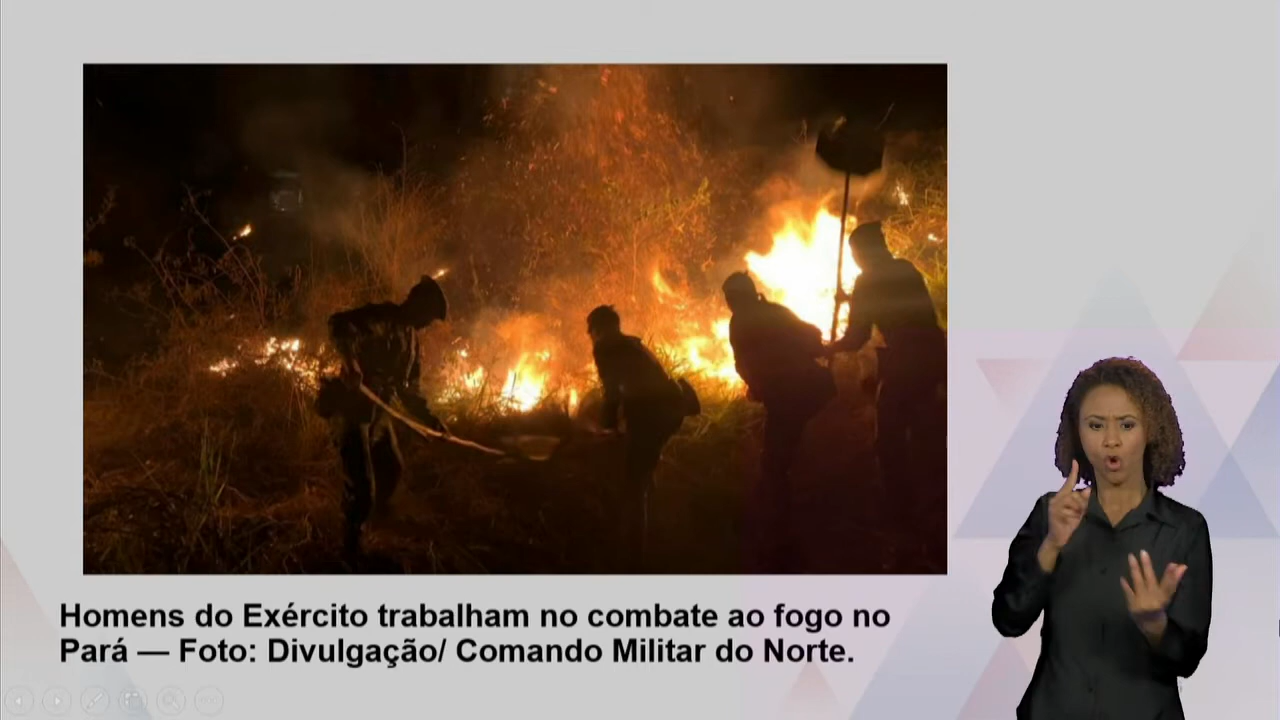 Homens do Exército trabalham no combate ao fogo no
Pará — Foto: Divulgação/ Comando Militar do Norte.